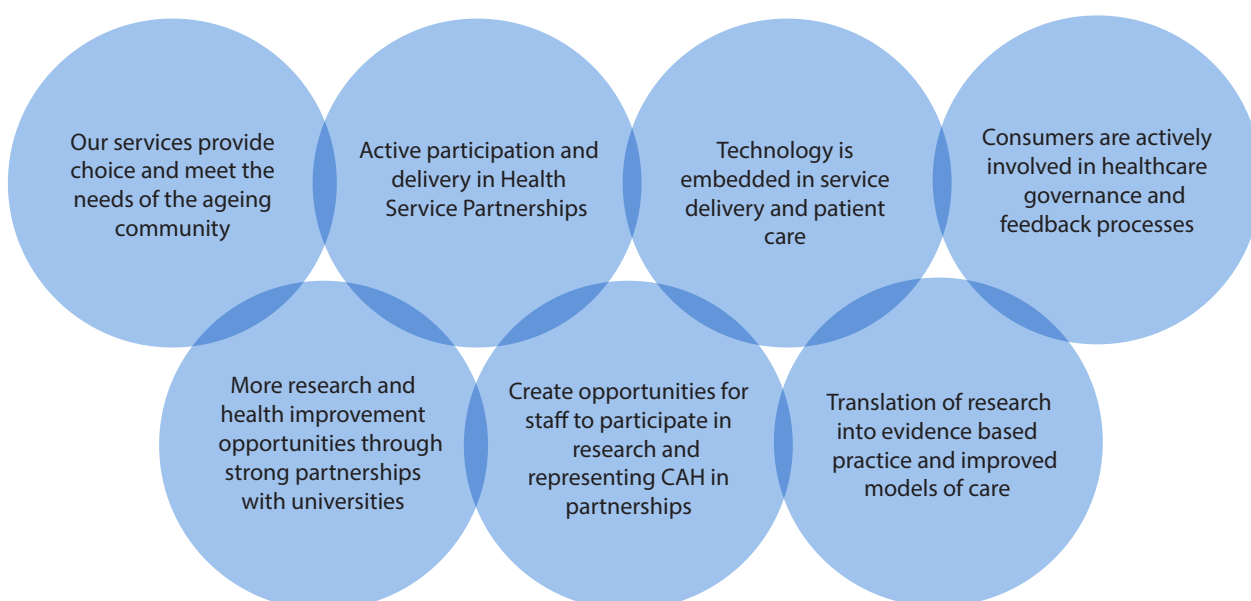 Our services provide
choice and meet the
needs of the ageing
community
Active participation and
delivery in Health
Service Partnerships
Technology is
embedded in service
delivery and patient
care
Consumers are actively
involved in healthcare
governance and
feedback processes
More research and
health improvement
opportunities through
strong partnerships
with universities
Create opportunities for
staff to participate in
research and
representing CAH in
partnerships
Translation of research
into evidence based
practice and improved
models of care